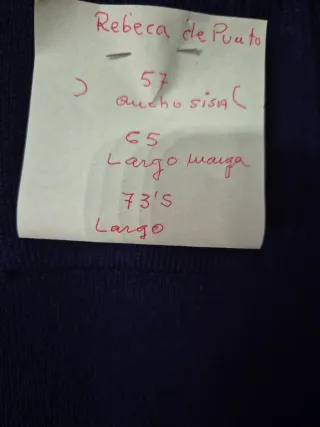 Rebeca de Punto
57
) ancho sisa (
65
Largo manga
73'5
Largo